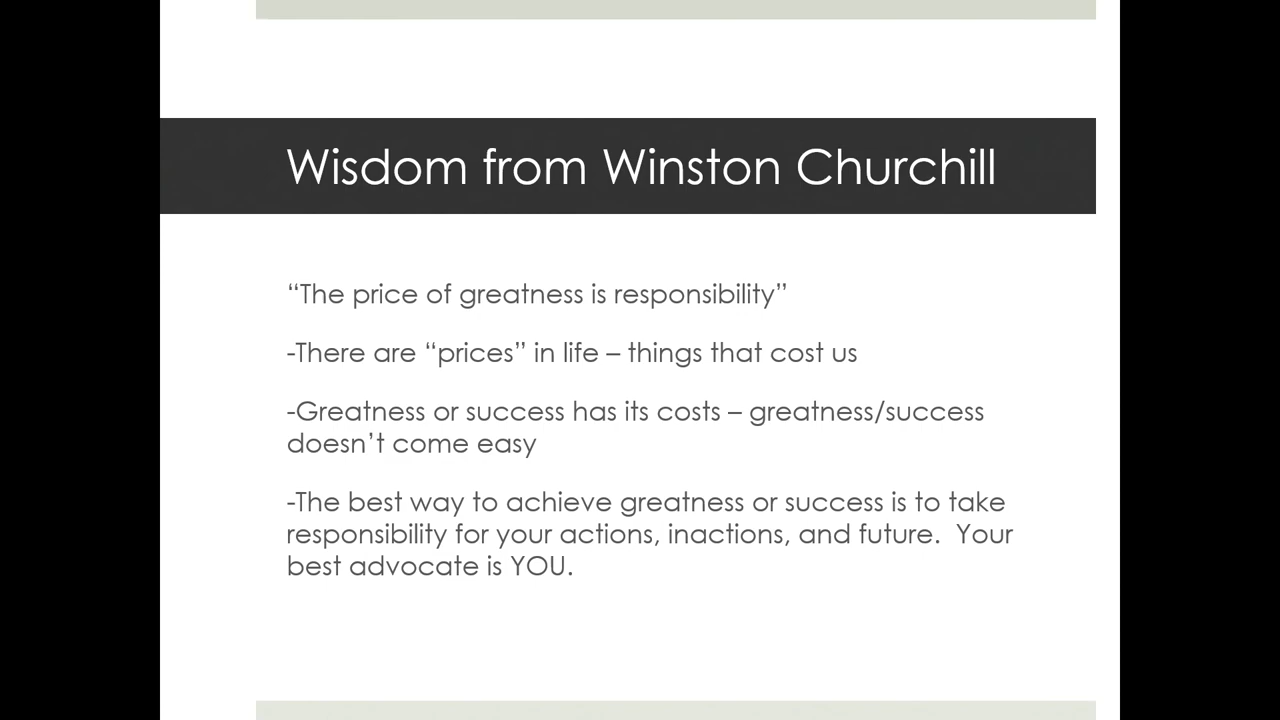 Wisdom from Winston Churchill
“The price of greatness is responsibility”
-There are “prices” in life – things that cost us
-Greatness or success has its costs – greatness/success
doesn’t come easy
-The best way to achieve greatness or success is to take
responsibility for your actions, inactions, and future.  Your
best advocate is YOU.